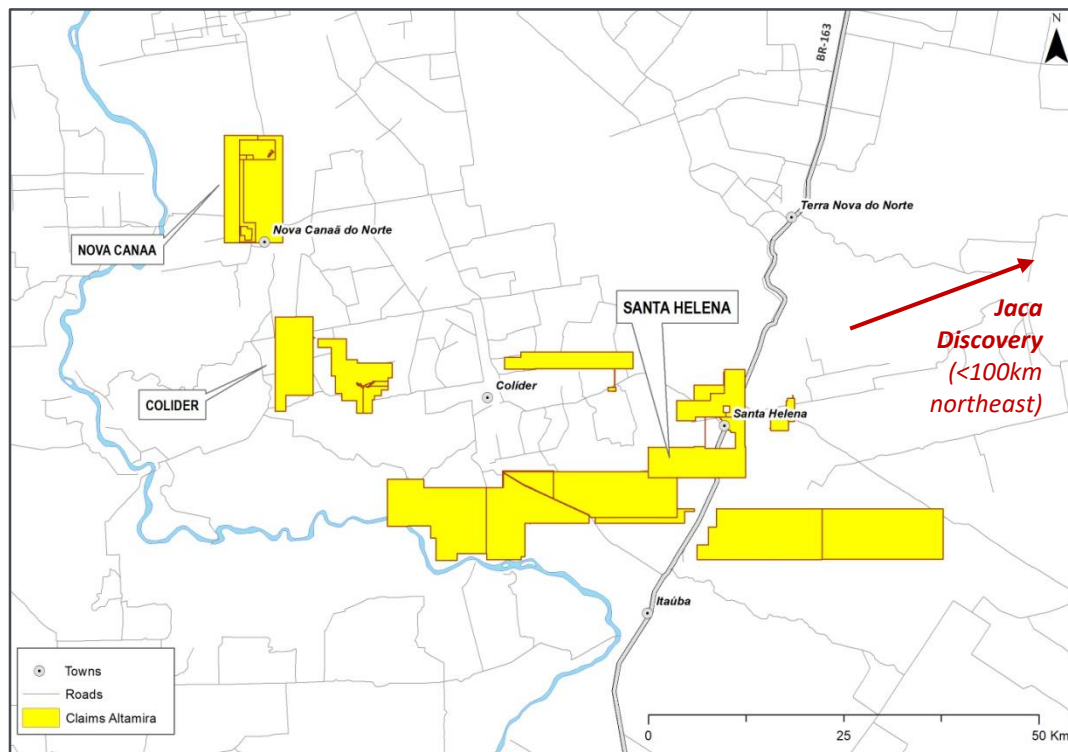 N
BR-163
Terra Nova do Norte
Nova Canaã do Norte
NOVA CANAA
SANTA HELENA
Jaca
Discovery
(<100km
northeast)
Colíder
COLIDER
Santa Helena
Itaúba
Towns
Roads
Claims Altamira
0 25 50 Km